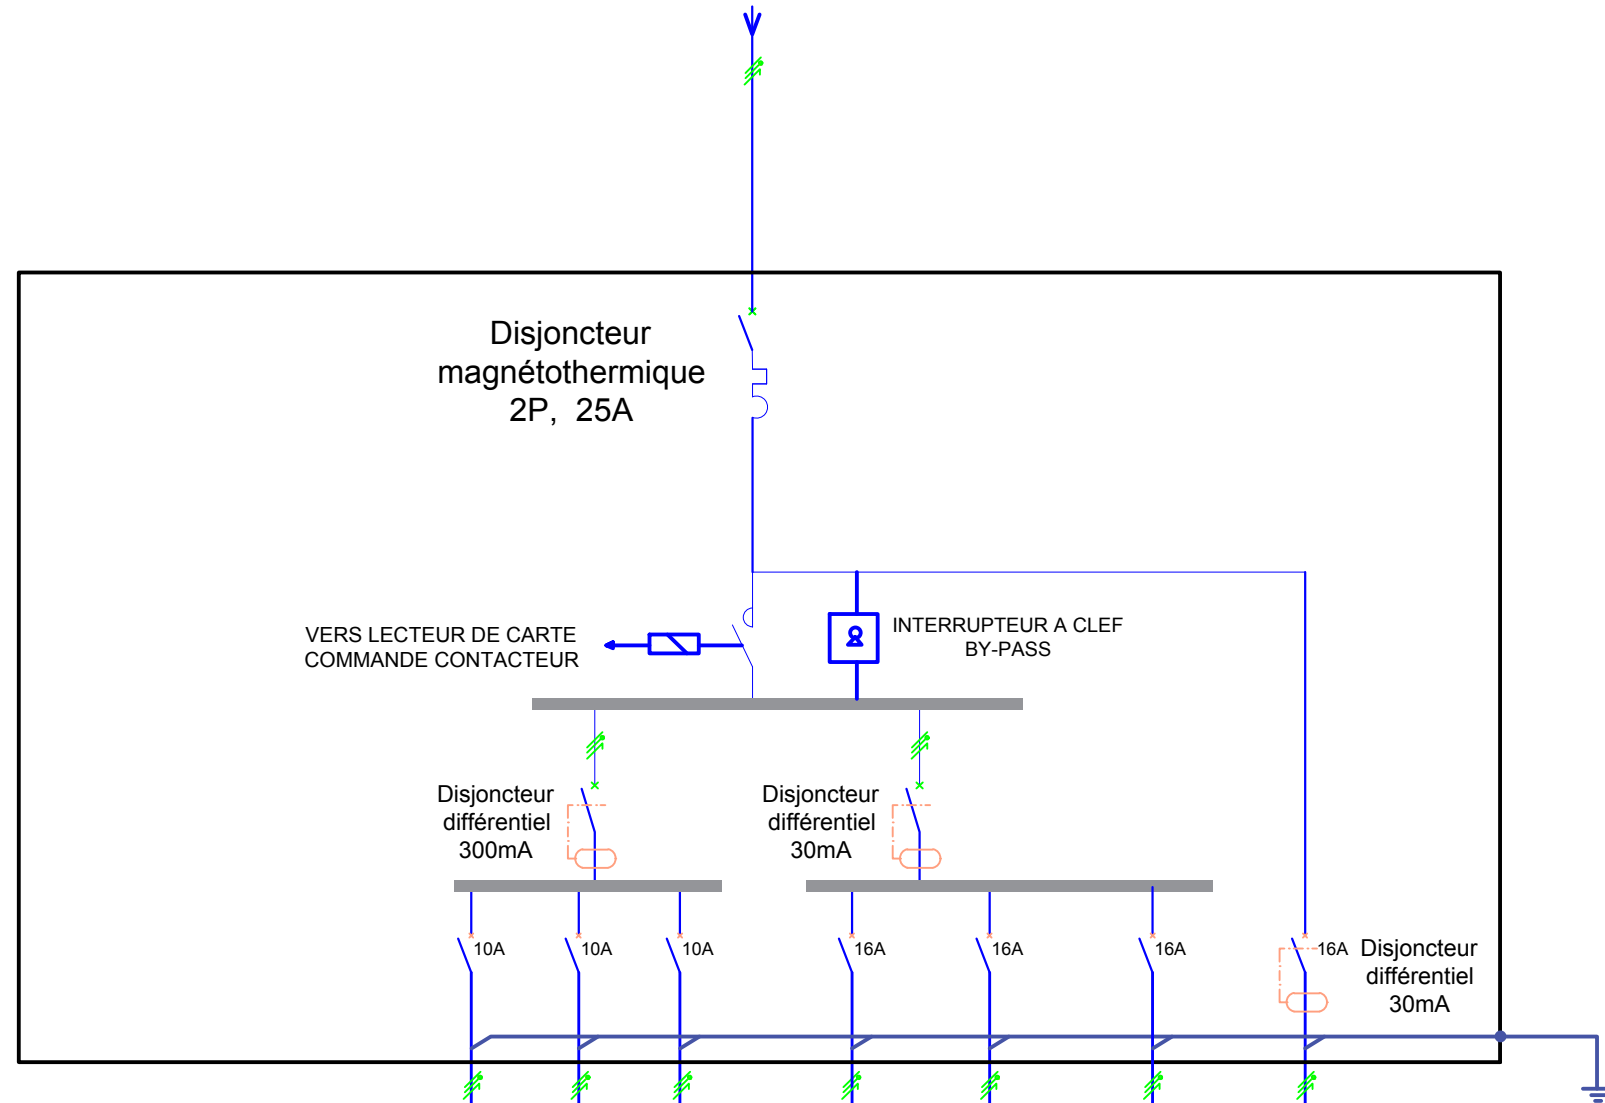 Disjoncteur
magnétothermique
2P, 25A
VERS LECTEUR DE CARTE
COMMANDE CONTACTEUR
INTERRUPTEUR A CLEF
BY-PASS
Disjoncteur
différentiel
300mA
Disjoncteur
différentiel
30mA
10A
10A
10A
16A
16A
16A
16A
Disjoncteur
différentiel
30mA